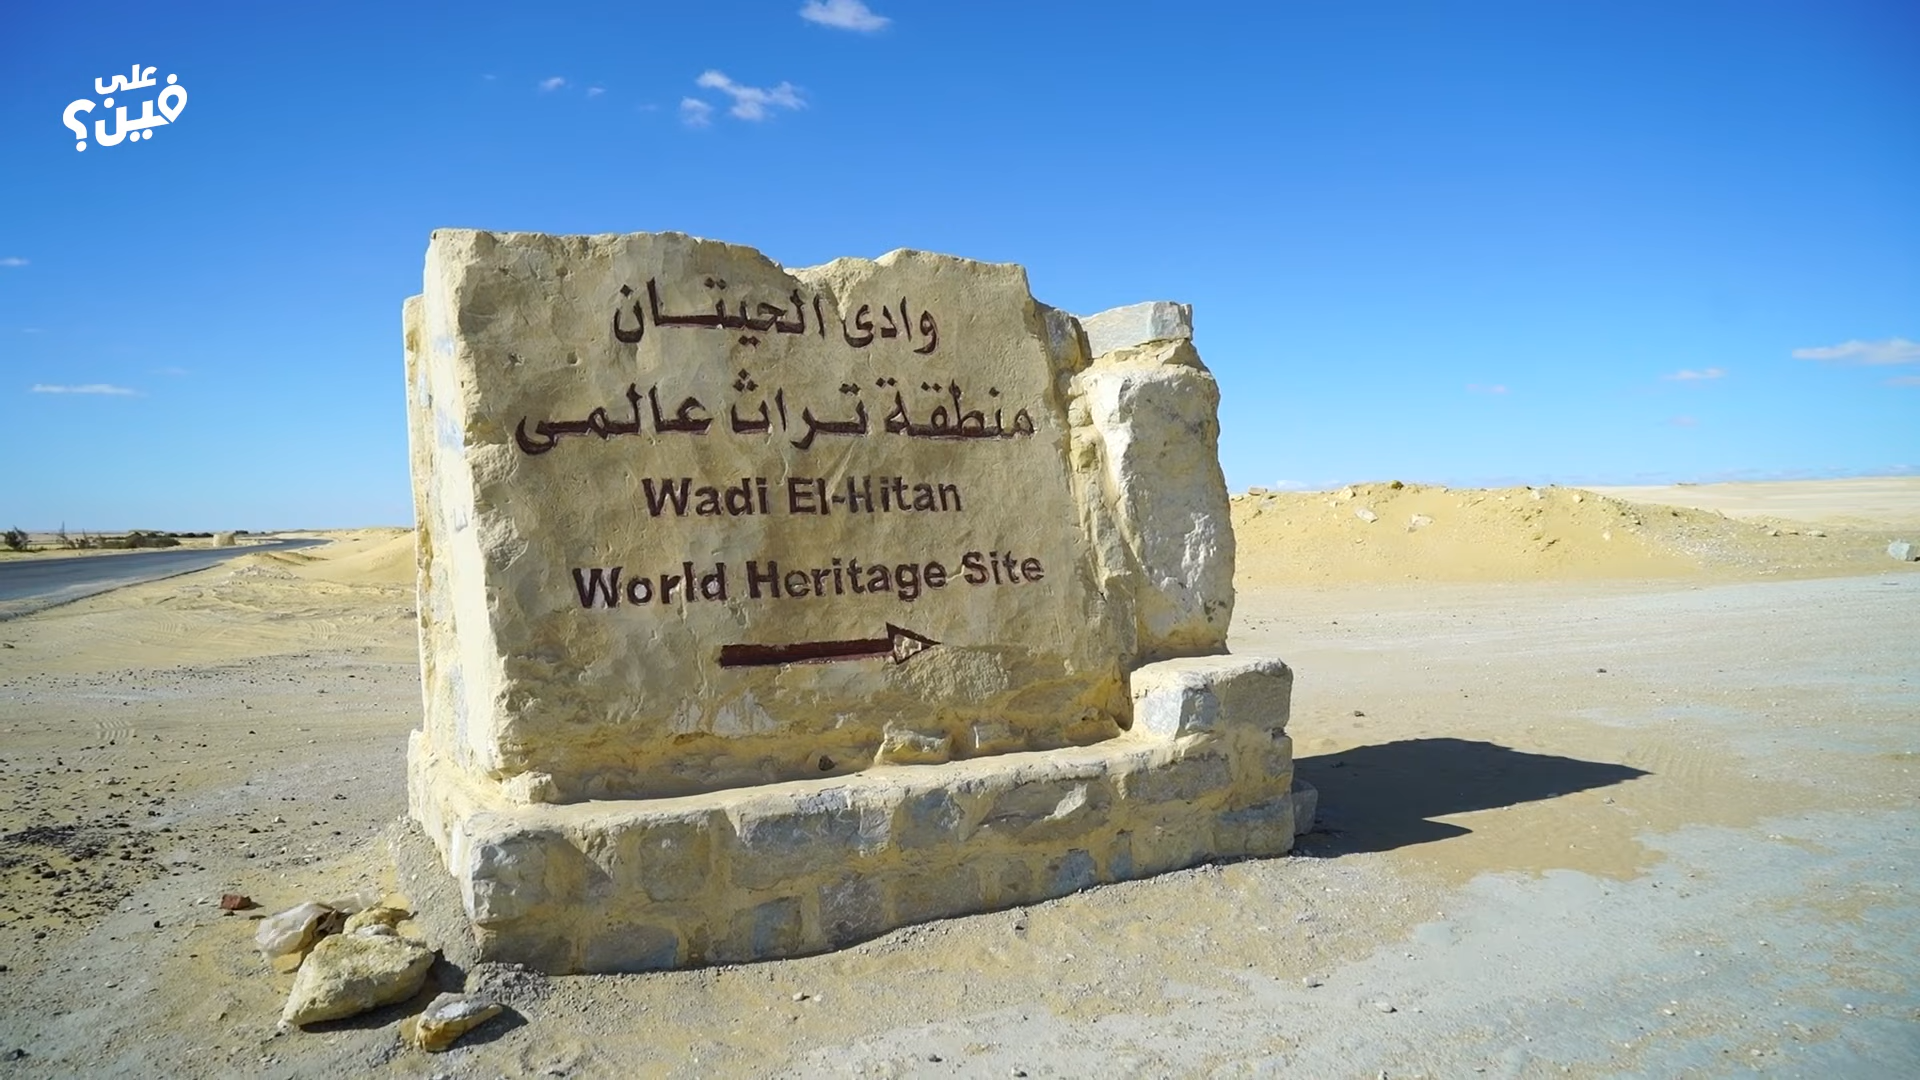 على
فين؟
وادى الحيتان
منطقة تراث عالمى
Wadi El-Hitan
World Heritage Site